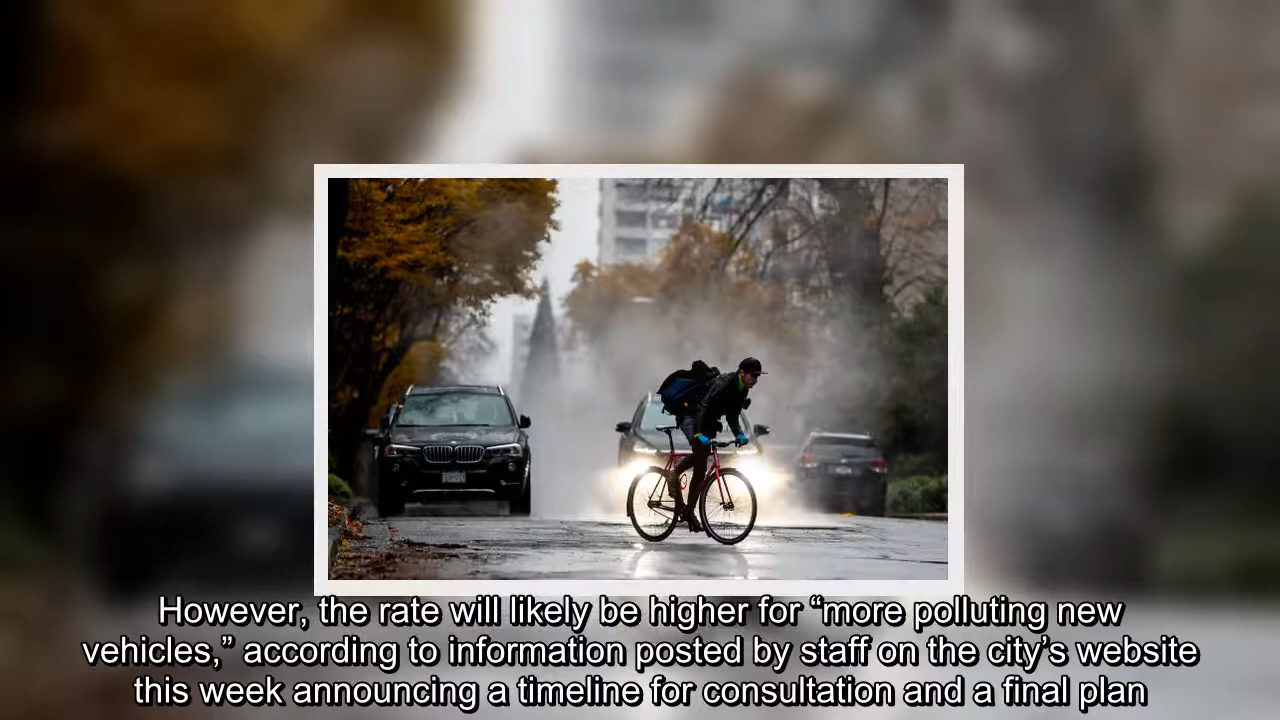 However, the rate will likely be higher for “more polluting new
vehicles,” according to information posted by staff on the city’s website
this week announcing a timeline for consultation and a final plan